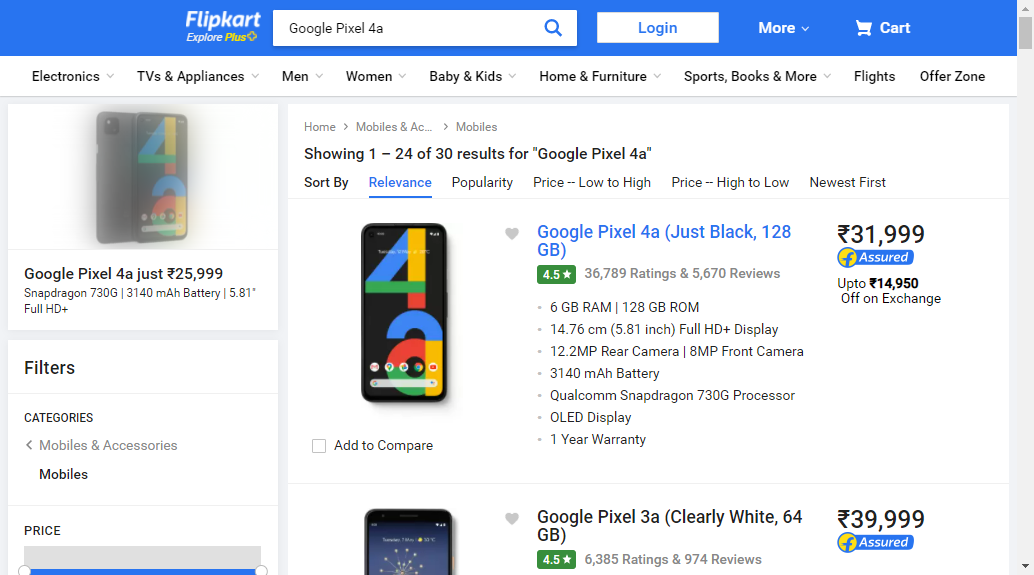 Flipkart
Explore Plus
Google Pixel 4a
Login
More
Cart
Electronics
TVs & Appliances
Men
Women
Baby & Kids
Home & Furniture
Sports, Books & More
Flights
Offer Zone
Google Pixel 4a just ₹25,999
Snapdragon 730G | 3140 mAh Battery | 5.81"
Full HD+
Filters
CATEGORIES
Mobiles & Accessories
Mobiles
PRICE
Home
Mobiles & Ac...
Mobiles
Showing 1 – 24 of 30 results for "Google Pixel 4a"
Sort By
Relevance
Popularity
Price -- Low to High
Price -- High to Low
Newest First
Google Pixel 4a (Just Black, 128
GB)
4.5
36,789 Ratings & 5,670 Reviews
6 GB RAM | 128 GB ROM
14.76 cm (5.81 inch) Full HD+ Display
12.2MP Rear Camera | 8MP Front Camera
3140 mAh Battery
Qualcomm Snapdragon 730G Processor
OLED Display
1 Year Warranty
₹31,999
Assured
Upto ₹14,950
Off on Exchange
Add to Compare
Google Pixel 3a (Clearly White, 64
GB)
4.5
6,385 Ratings & 974 Reviews
₹39,999
Assured